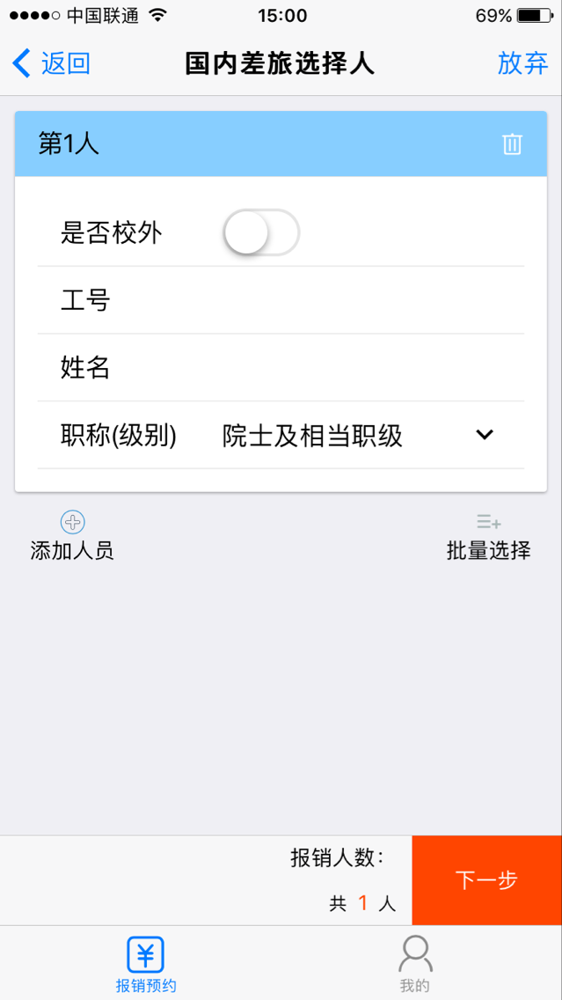 中国联通 15:00 69%
返回 国内差旅选择人 放弃
第1人
是否校外
工号
姓名
职称(级别) 院士及相当职级
添加人员 批量选择
报销人数：
共 1 人
下一步
报销预约 我的